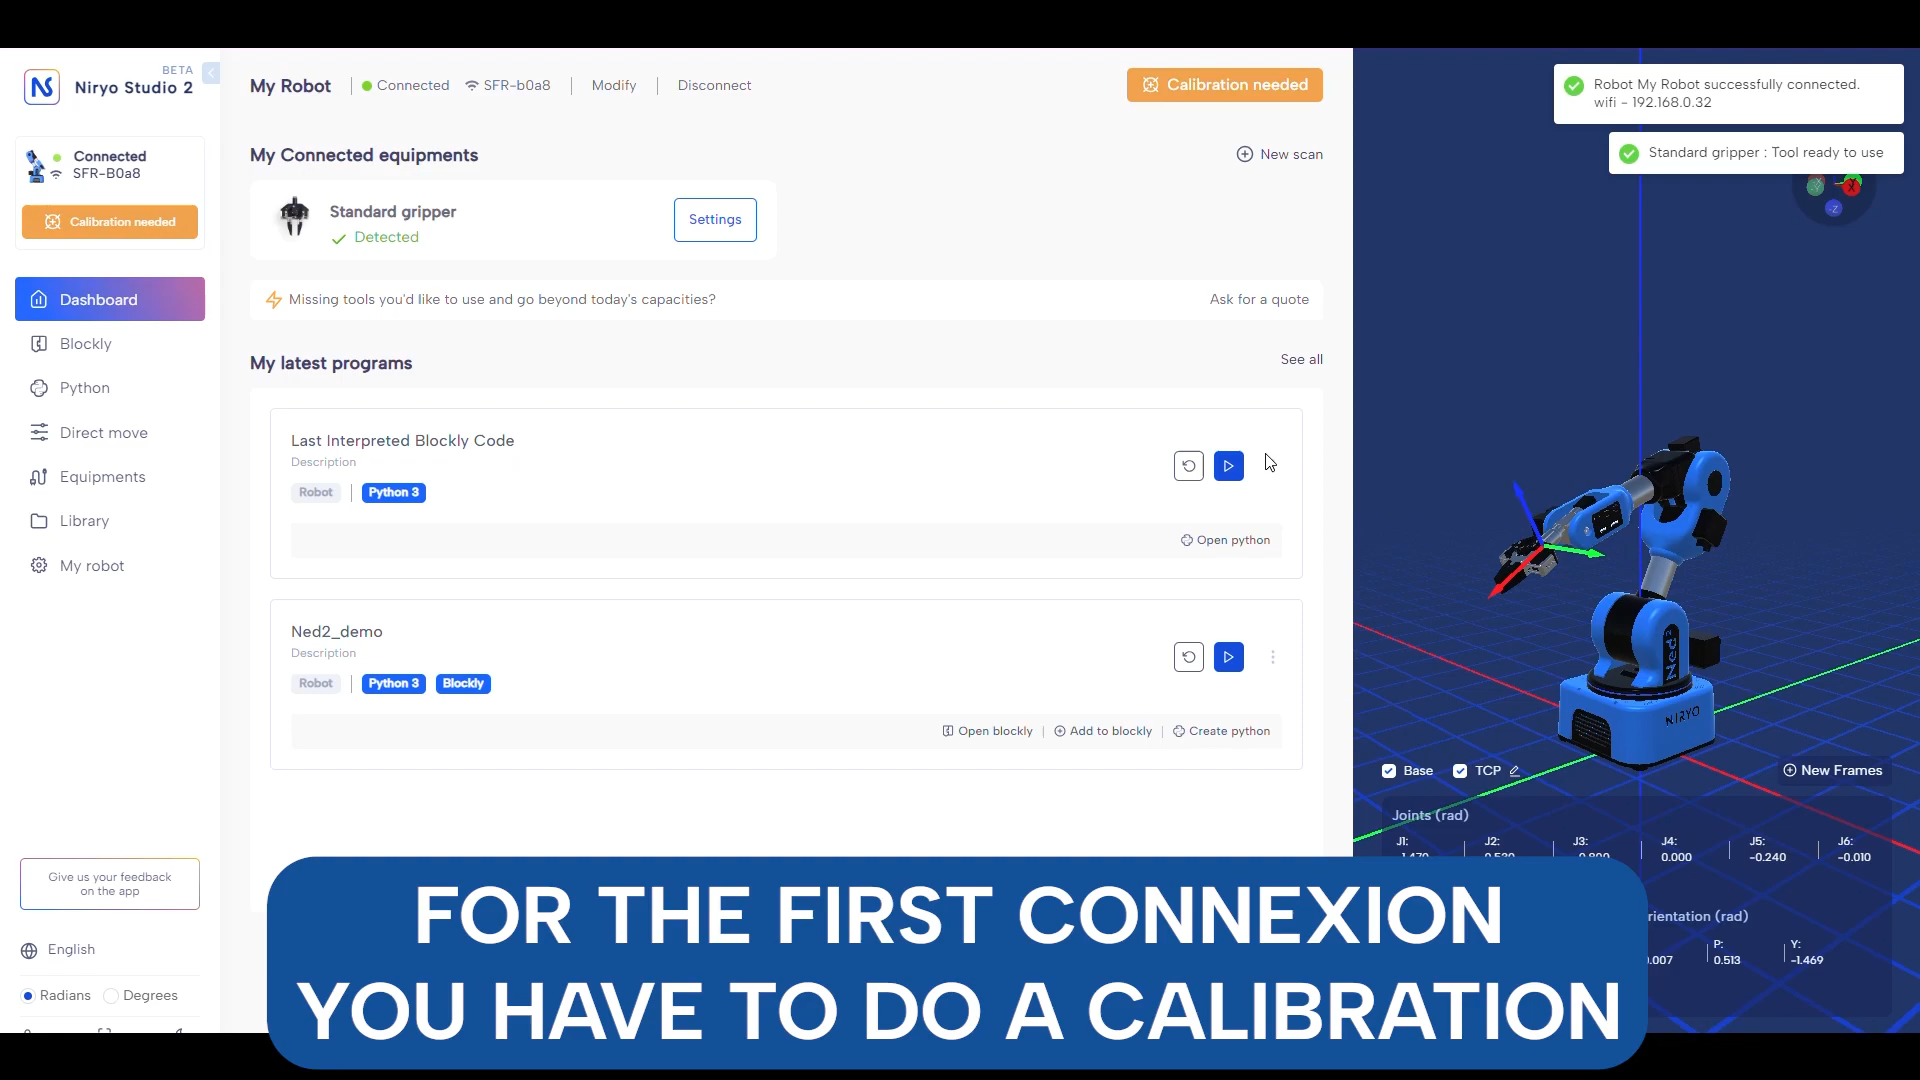 BETA
Niryo Studio 2
Connected
SFR-B0a8
Calibration needed
Dashboard
Blockly
Python
Direct move
Equipments
Library
My robot
Give us your feedback
on the app
English
Radians
Degrees
My Robot
Connected
SFR-b0a8
Modify
Disconnect
Calibration needed
My Connected equipments
New scan
Standard gripper
Detected
Settings
Missing tools you'd like to use and go beyond today's capacities?
Ask for a quote
My latest programs
See all
Last Interpreted Blockly Code
Description
Robot
Python 3
Open python
Ned2_demo
Description
Robot
Python 3
Blockly
Open blockly
Add to blockly
Create python
Robot My Robot successfully connected.
wifi - 192.168.0.32
Standard gripper : Tool ready to use
X
-Z
Ned2
NIRYO
Base
TCP
New Frames
Joints (rad)
J1:
J2:
J3:
J4:
0.000
J5:
-0.240
J6:
-0.010
rientation (rad)
.007
P:
0.513
Y:
-1.469
FOR THE FIRST CONNEXION
YOU HAVE TO DO A CALIBRATION